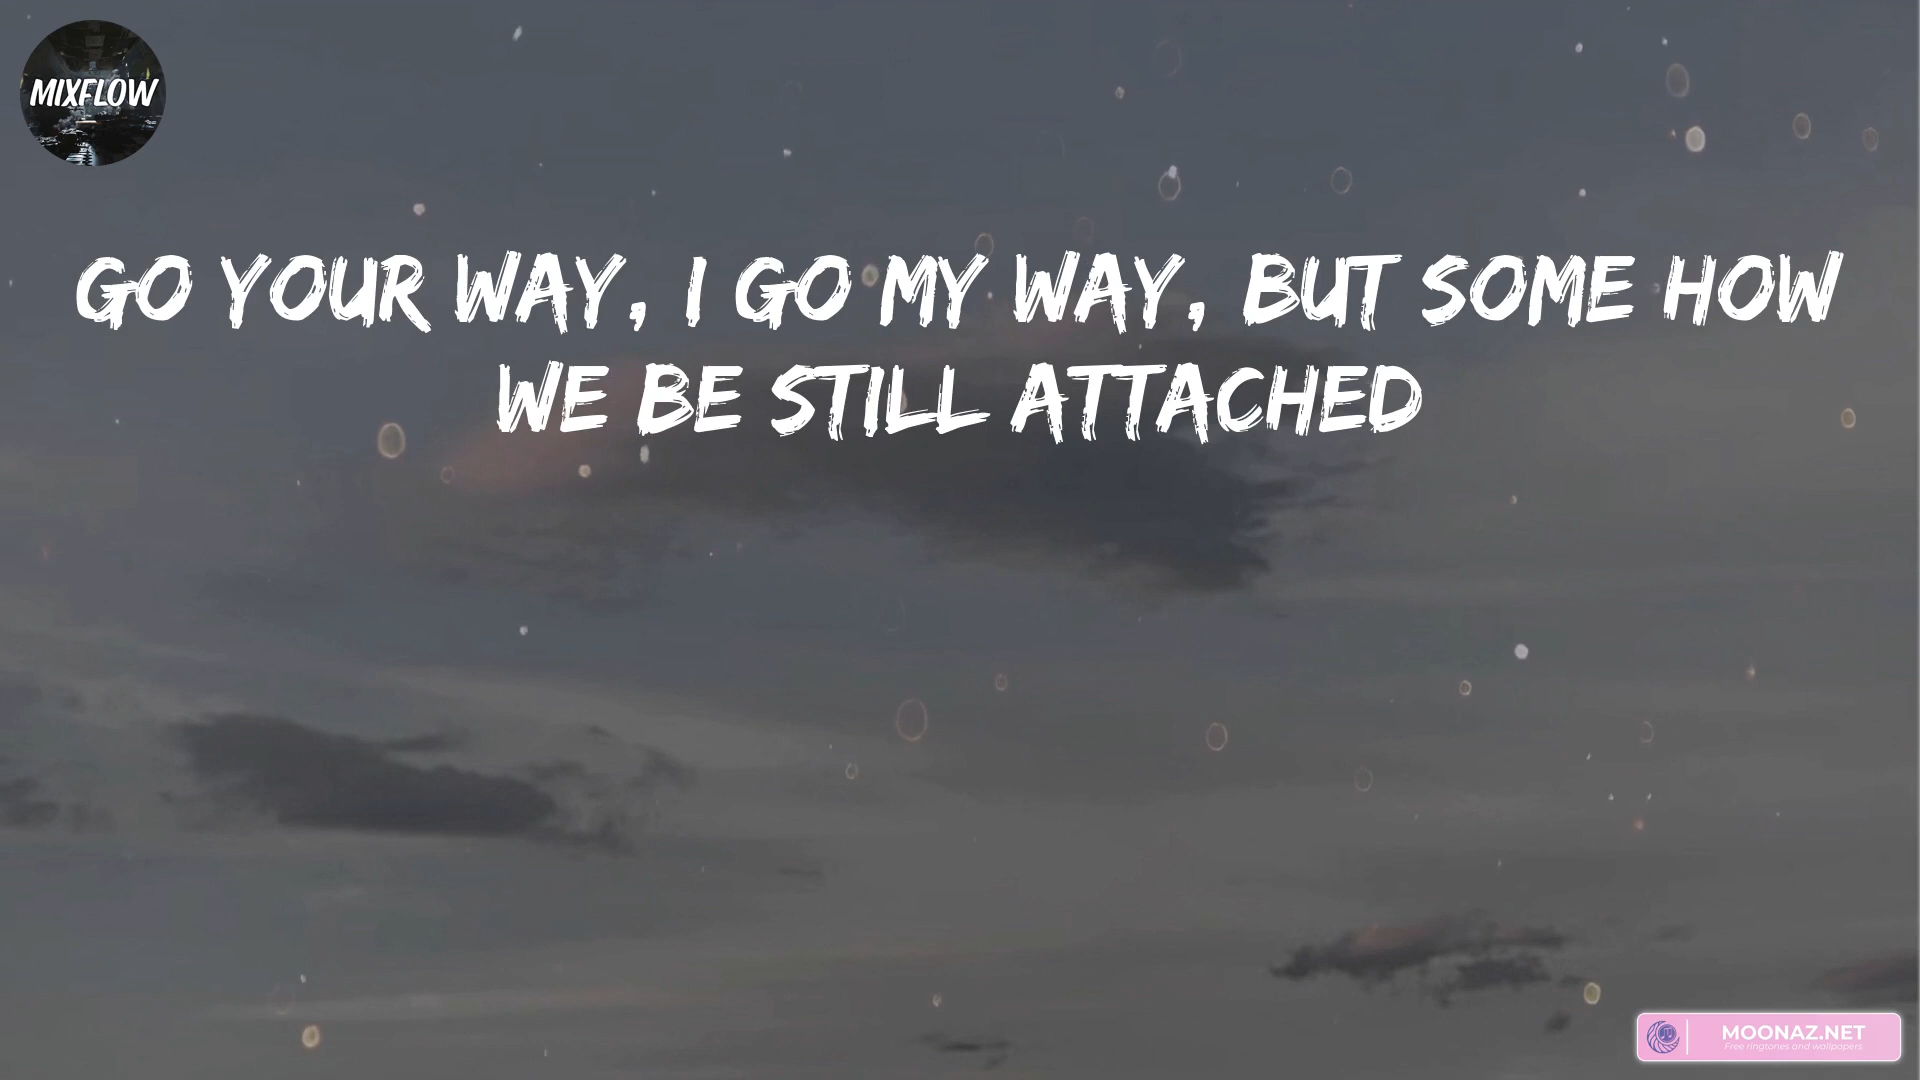 MIXFLOW
GO YOUR WAY, I GO MY WAY, BUT SOME HOW
WE BE STILL ATTACHED
MOONAZ.NET
Free ringtones and wallpapers